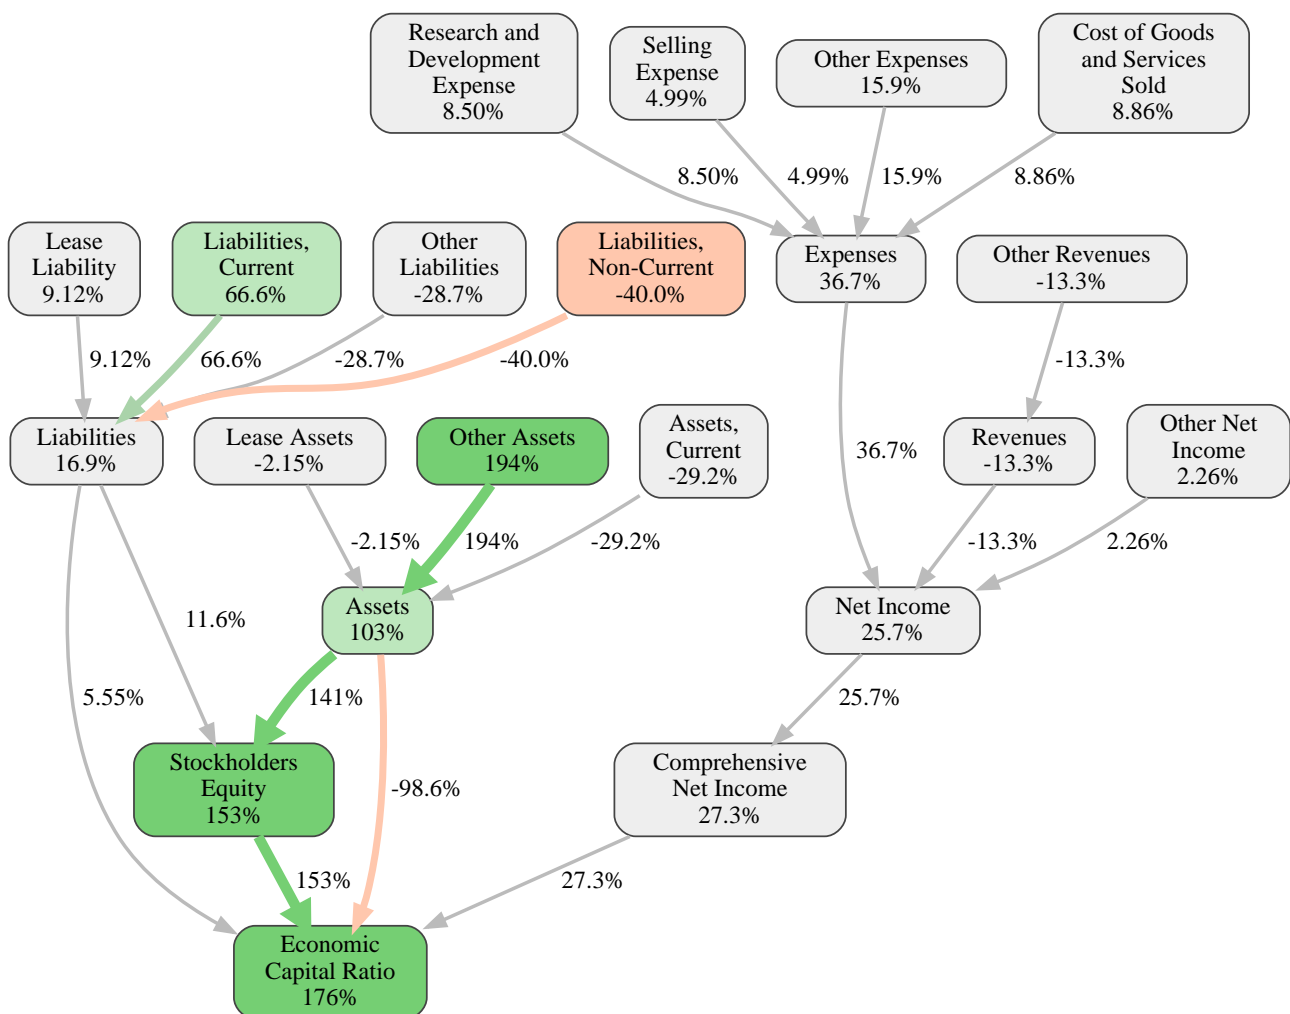 Research and
Development
Expense
8.50%
Selling
Expense
4.99%
Other Expenses
15.9%
Cost of Goods
and Services
Sold
8.86%
8.50%
4.99%
15.9%
8.86%
Lease
Liability
9.12%
Liabilities,
Current
66.6%
Other
Liabilities
-28.7%
Liabilities,
Non-Current
-40.0%
Expenses
36.7%
Other Revenues
-13.3%
9.12%
66.6%
-28.7%
-40.0%
-13.3%
Liabilities
16.9%
Lease Assets
-2.15%
Other Assets
194%
Assets,
Current
-29.2%
36.7%
Revenues
-13.3%
Other Net
Income
2.26%
-2.15%
194%
-29.2%
-13.3%
2.26%
11.6%
Assets
103%
Net Income
25.7%
5.55%
141%
25.7%
Stockholders
Equity
153%
-98.6%
Comprehensive
Net Income
27.3%
153%
27.3%
Economic
Capital Ratio
176%